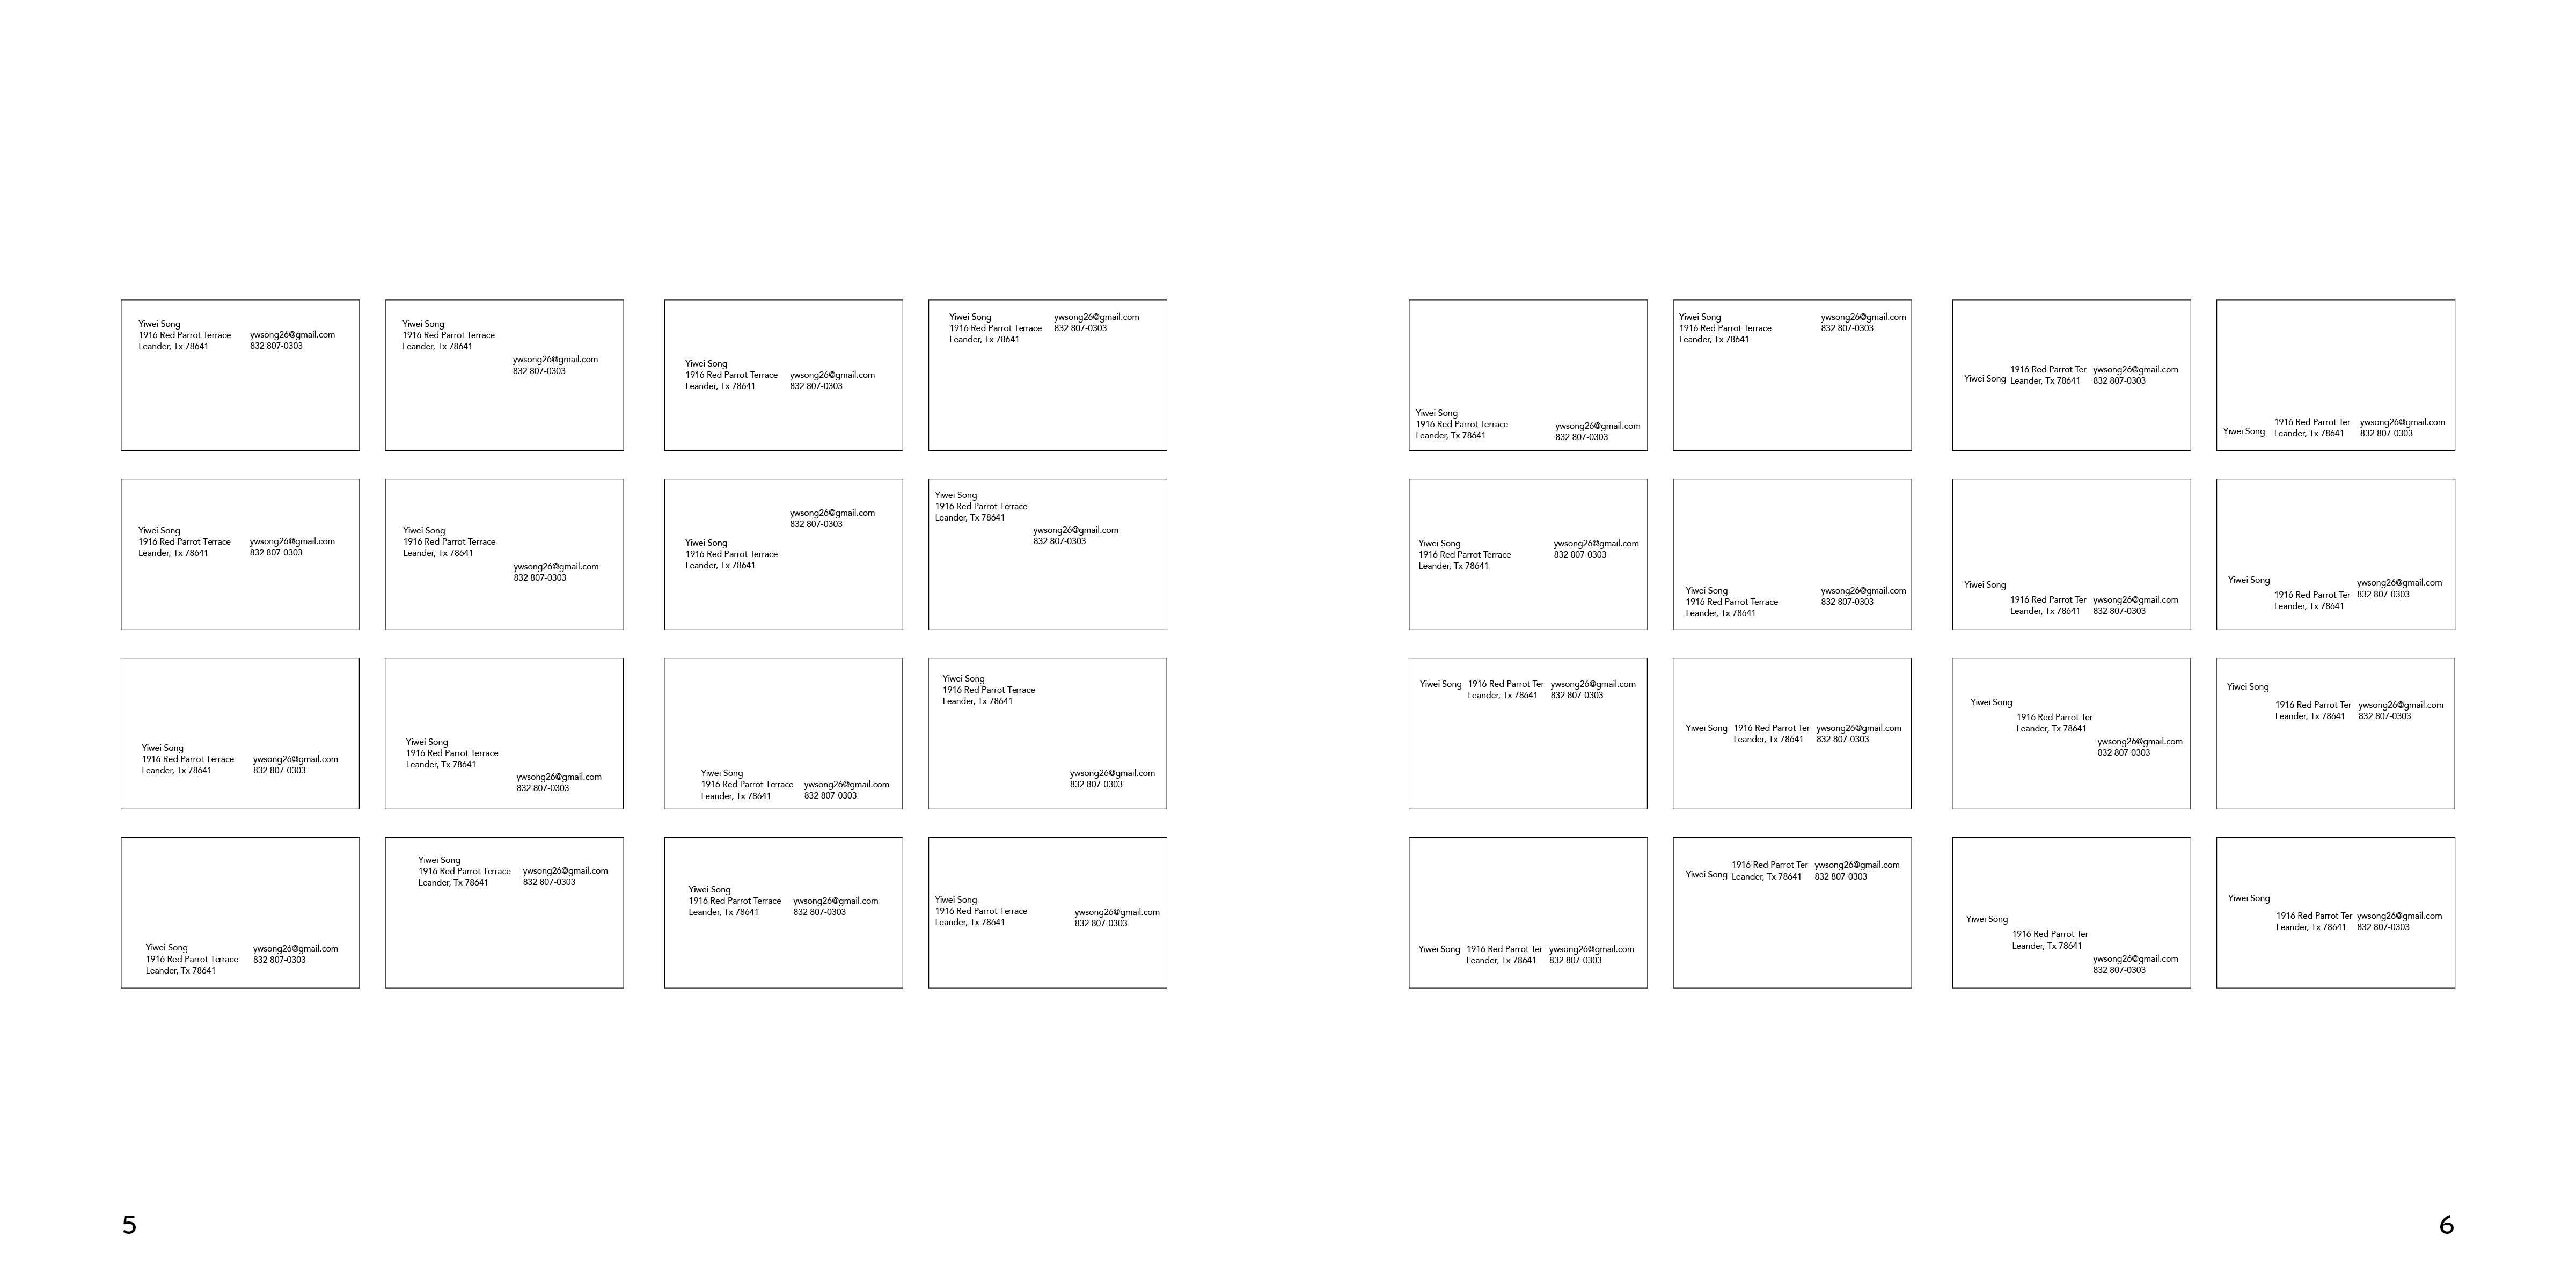 Yiwei Song
1916 Red Parrot Terrace
Leander, Tx 78641
ywsong26@gmail.com
832 807-0303
Yiwei Song
1916 Red Parrot Terrace
Leander, Tx 78641
ywsong26@gmail.com
832 807-0303
Yiwei Song
1916 Red Parrot Terrace
Leander, Tx 78641
ywsong26@gmail.com
832 807-0303
Yiwei Song
1916 Red Parrot Terrace
Leander, Tx 78641
ywsong26@gmail.com
832 807-0303
Yiwei Song
1916 Red Parrot Terrace
Leander, Tx 78641
ywsong26@gmail.com
832 807-0303
Yiwei Song
1916 Red Parrot Terrace
Leander, Tx 78641
ywsong26@gmail.com
832 807-0303
ywsong26@gmail.com
832 807-0303
Yiwei Song
1916 Red Parrot Terrace
Leander, Tx 78641
Yiwei Song
1916 Red Parrot Terrace
Leander, Tx 78641
ywsong26@gmail.com
832 807-0303
Yiwei Song
1916 Red Parrot Terrace
Leander, Tx 78641
ywsong26@gmail.com
832 807-0303
Yiwei Song
1916 Red Parrot Terrace
Leander, Tx 78641
ywsong26@gmail.com
832 807-0303
Yiwei Song
1916 Red Parrot Terrace
Leander, Tx 78641
ywsong26@gmail.com
832 807-0303
Yiwei Song
1916 Red Parrot Terrace
Leander, Tx 78641
ywsong26@gmail.com
832 807-0303
Yiwei Song
1916 Red Parrot Terrace
Leander, Tx 78641
ywsong26@gmail.com
832 807-0303
Yiwei Song
1916 Red Parrot Terrace
Leander, Tx 78641
ywsong26@gmail.com
832 807-0303
Yiwei Song
1916 Red Parrot Terrace
Leander, Tx 78641
ywsong26@gmail.com
832 807-0303
Yiwei Song
1916 Red Parrot Terrace
Leander, Tx 78641
ywsong26@gmail.com
832 807-0303
5
Yiwei Song
1916 Red Parrot Terrace
Leander, Tx 78641
ywsong26@gmail.com
832 807-0303
Yiwei Song
1916 Red Parrot Terrace
Leander, Tx 78641
ywsong26@gmail.com
832 807-0303
Yiwei Song
1916 Red Parrot Ter
Leander, Tx 78641
ywsong26@gmail.com
832 807-0303
Yiwei Song
1916 Red Parrot Ter
Leander, Tx 78641
ywsong26@gmail.com
832 807-0303
Yiwei Song
1916 Red Parrot Terrace
Leander, Tx 78641
ywsong26@gmail.com
832 807-0303
Yiwei Song
1916 Red Parrot Terrace
Leander, Tx 78641
ywsong26@gmail.com
832 807-0303
Yiwei Song
1916 Red Parrot Ter
Leander, Tx 78641
ywsong26@gmail.com
832 807-0303
Yiwei Song
1916 Red Parrot Ter
Leander, Tx 78641
ywsong26@gmail.com
832 807-0303
Yiwei Song
1916 Red Parrot Ter
Leander, Tx 78641
ywsong26@gmail.com
832 807-0303
Yiwei Song
1916 Red Parrot Ter
Leander, Tx 78641
ywsong26@gmail.com
832 807-0303
Yiwei Song
1916 Red Parrot Ter
Leander, Tx 78641
ywsong26@gmail.com
832 807-0303
Yiwei Song
1916 Red Parrot Ter
Leander, Tx 78641
ywsong26@gmail.com
832 807-0303
Yiwei Song
1916 Red Parrot Ter
Leander, Tx 78641
ywsong26@gmail.com
832 807-0303
Yiwei Song
1916 Red Parrot Ter
Leander, Tx 78641
ywsong26@gmail.com
832 807-0303
Yiwei Song
1916 Red Parrot Ter
Leander, Tx 78641
ywsong26@gmail.com
832 807-0303
Yiwei Song
1916 Red Parrot Ter
Leander, Tx 78641
ywsong26@gmail.com
832 807-0303
6